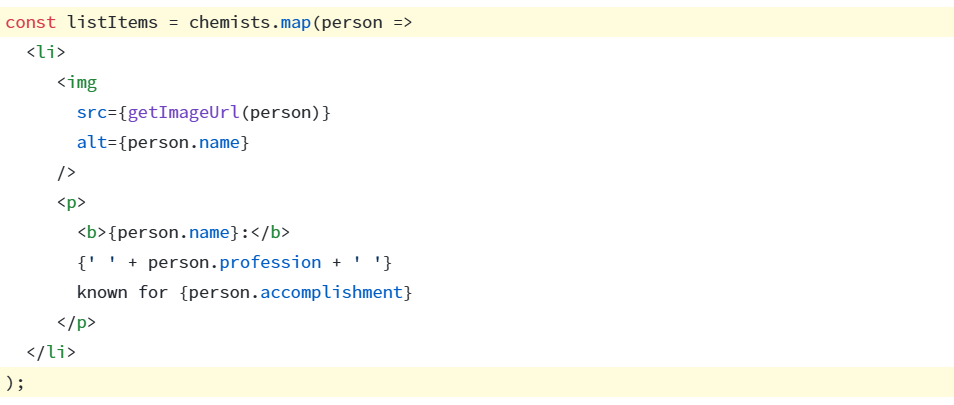 const listItems = chemists.map(person =>
  <li>
     <img
       src={getImageUrl(person)}
       alt={person.name}
     />
     <p>
       <b>{person.name}:</b>
       {' ' + person.profession + ' '}
       known for {person.accomplishment}
     </p>
  </li>
);